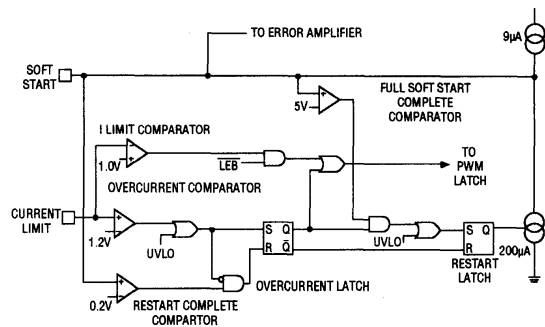 TO ERROR AMPLIFIER
9µA
SOFT
START
FULL SOFT START
COMPLETE
COMPARATOR
5V
I LIMIT COMPARATOR
1.0V
LEB
TO
PWM
LATCH
OVERCURRENT COMPARATOR
CURRENT
LIMIT
1.2V
UVLO
S Q
R Q
UVLO
S Q
R
200µA
RESTART
LATCH
OVERCURRENT LATCH
0.2V
RESTART COMPLETE
COMPARTOR